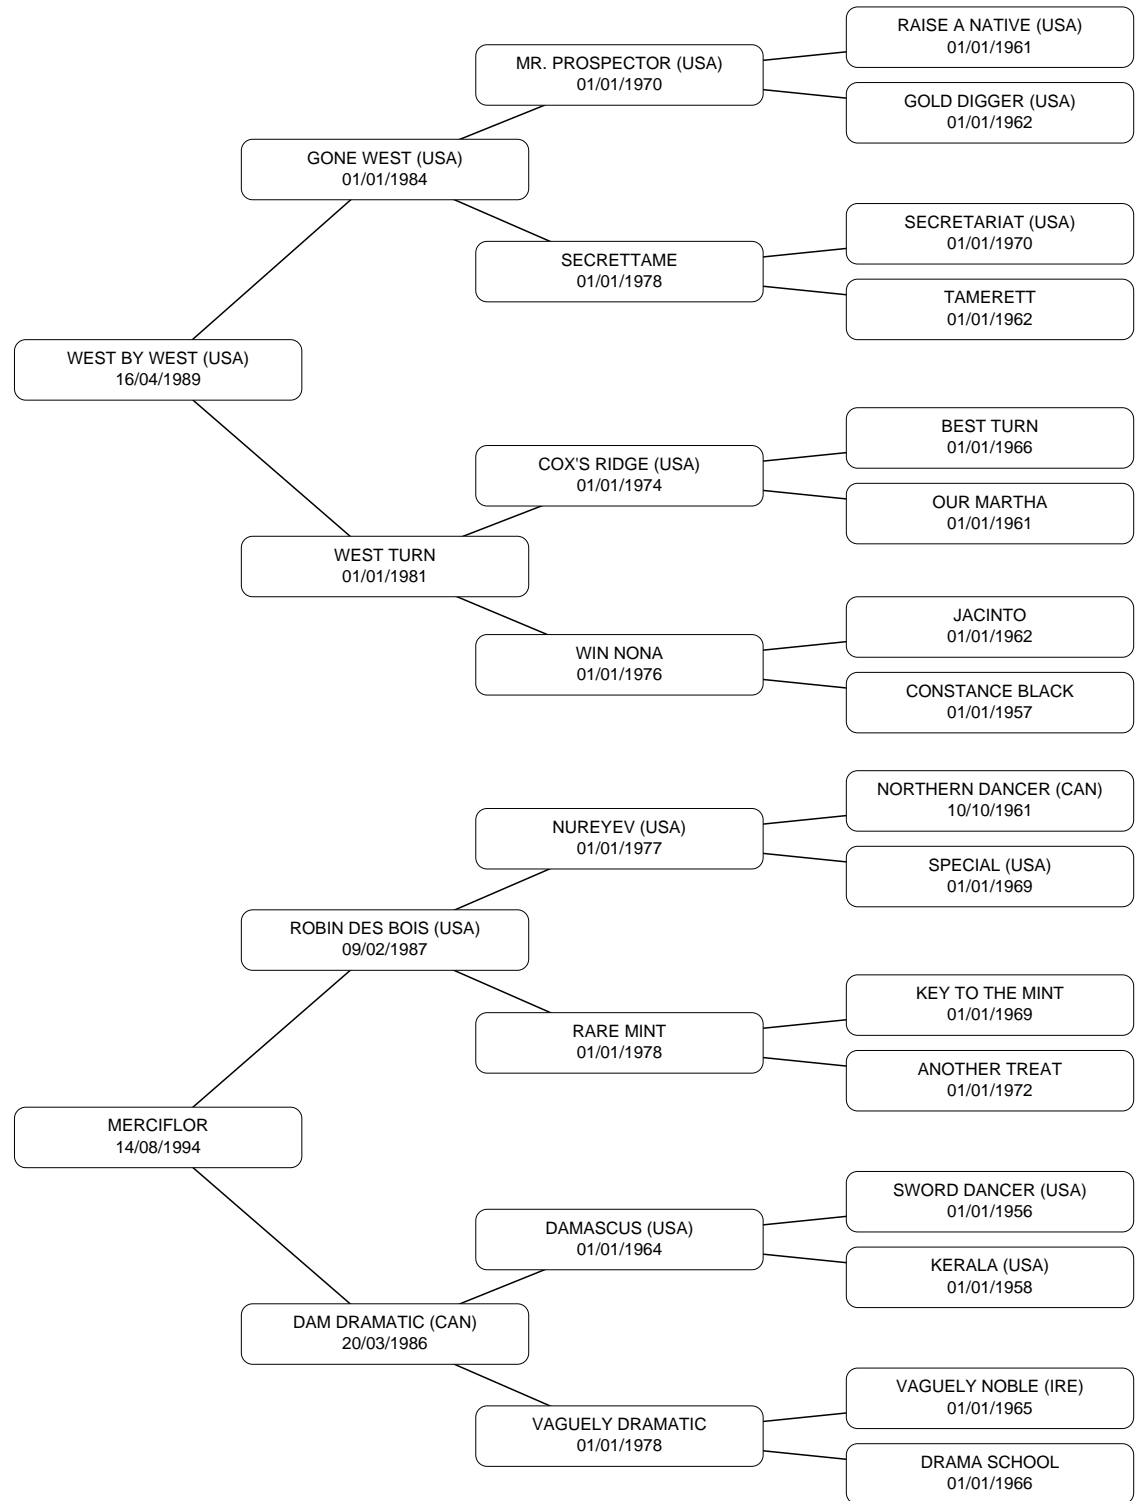 RAISE A NATIVE (USA)
01/01/1961
MR. PROSPECTOR (USA)
01/01/1970
GOLD DIGGER (USA)
01/01/1962
GONE WEST (USA)
01/01/1984
SECRETARIAT (USA)
01/01/1970
SECRETTAME
01/01/1978
TAMERETT
01/01/1962
WEST BY WEST (USA)
16/04/1989
BEST TURN
01/01/1966
COX'S RIDGE (USA)
01/01/1974
OUR MARTHA
01/01/1961
WEST TURN
01/01/1981
JACINTO
01/01/1962
WIN NONA
01/01/1976
CONSTANCE BLACK
01/01/1957
NORTHERN DANCER (CAN)
10/10/1961
NUREYEV (USA)
01/01/1977
SPECIAL (USA)
01/01/1969
ROBIN DES BOIS (USA)
09/02/1987
KEY TO THE MINT
01/01/1969
RARE MINT
01/01/1978
ANOTHER TREAT
01/01/1972
MERCIFLOR
14/08/1994
SWORD DANCER (USA)
01/01/1956
DAMASCUS (USA)
01/01/1964
KERALA (USA)
01/01/1958
DAM DRAMATIC (CAN)
20/03/1986
VAGUELY NOBLE (IRE)
01/01/1965
VAGUELY DRAMATIC
01/01/1978
DRAMA SCHOOL
01/01/1966